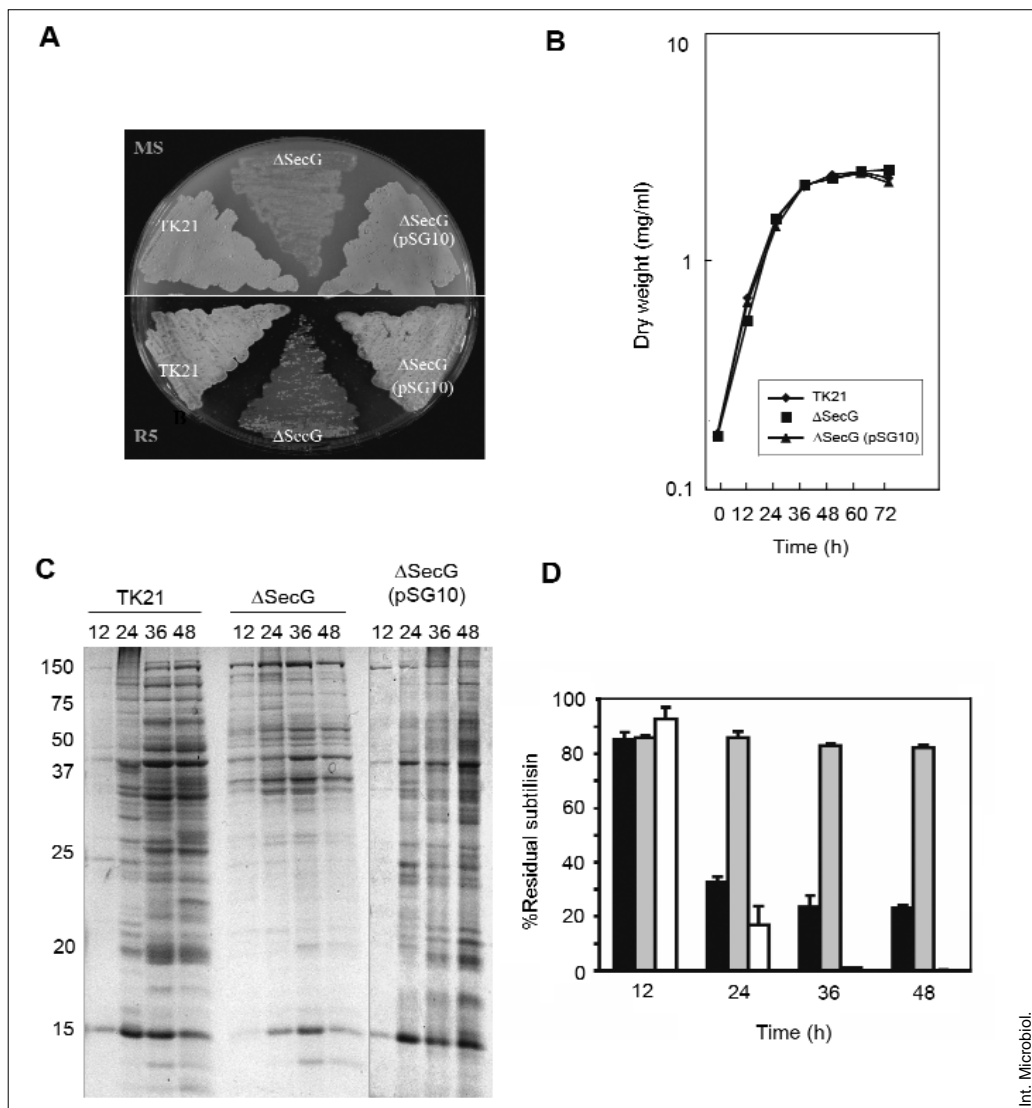 A
MS
ΔSecG
TK21
ΔSecG
(pSG10)
TK21
ΔSecG
(pSG10)
B
R5
ΔSecG
B
10
1
0.1
Dry weight (mg/ml)
TK21
ΔSecG
ΔSecG (pSG10)
0 12 24 36 48 60 72
Time (h)
C
TK21
ΔSecG
ΔSecG
(pSG10)
12 24 36 48 12 24 36 48 12 24 36 48
150
75
50
37
25
20
15
D
100
80
60
40
20
0
%Residual subtilisin
12 24 36 48
Time (h)
Int. Microbiol.